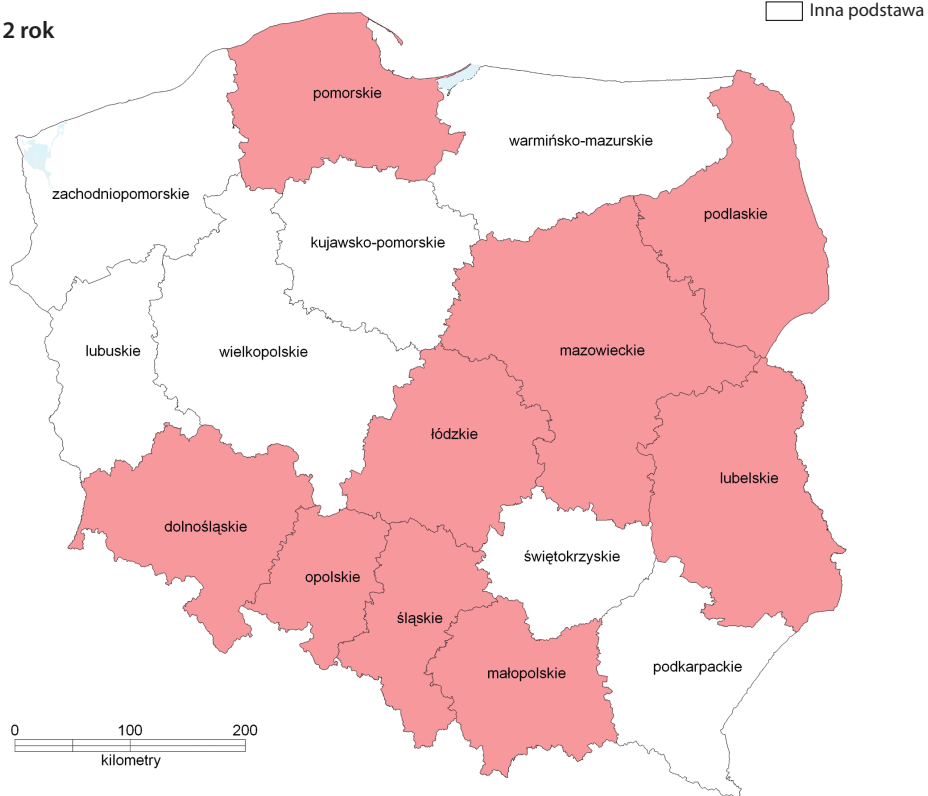 Inna podstawa
2 rok
pomorskie
warmińsko-mazurskie
zachodniopomorskie
podlaskie
kujawsko-pomorskie
lubuskie
wielkopolskie
mazowieckie
łódzkie
lubelskie
dolnośląskie
świętokrzyskie
opolskie
śląskie
podkarpackie
małopolskie
0 100 200
kilometry